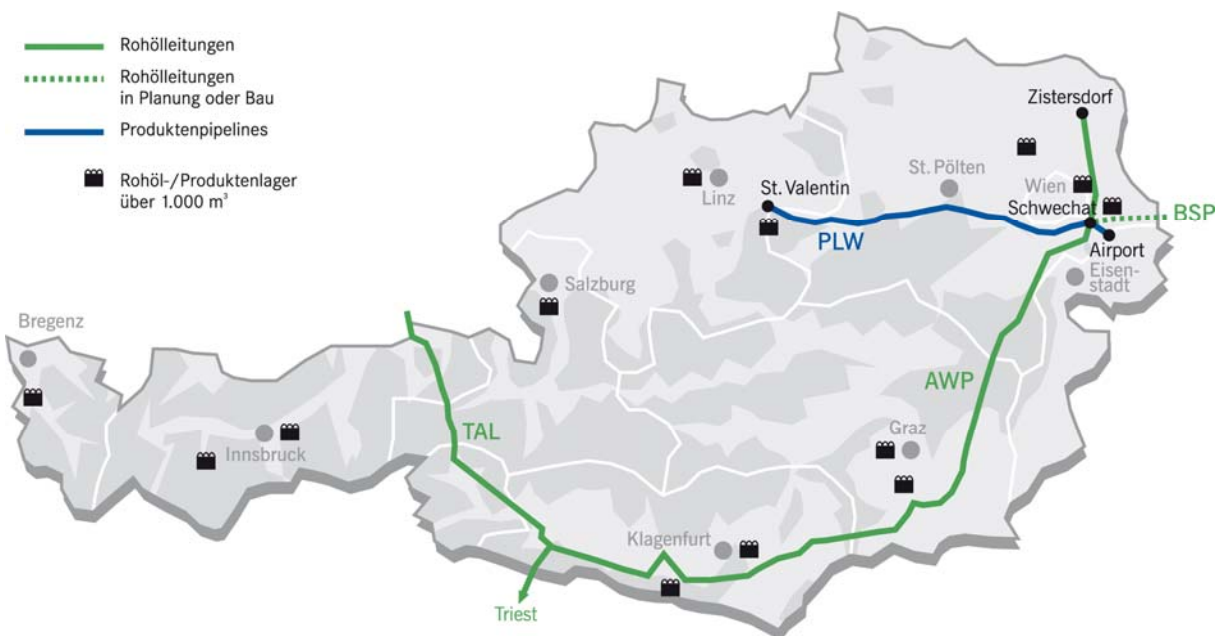 Rohölleitungen
Rohölleitungen
in Planung oder Bau
Produktenpipelines
Rohöl-/Produktenlager
über 1.000 m³
Zistersdorf
Linz
St. Valentin
St. Pölten
Wien
Schwechat
BSP
PLW
Airport
Eisen-
stadt
Salzburg
Bregenz
AWP
TAL
Innsbruck
Graz
Klagenfurt
Triest